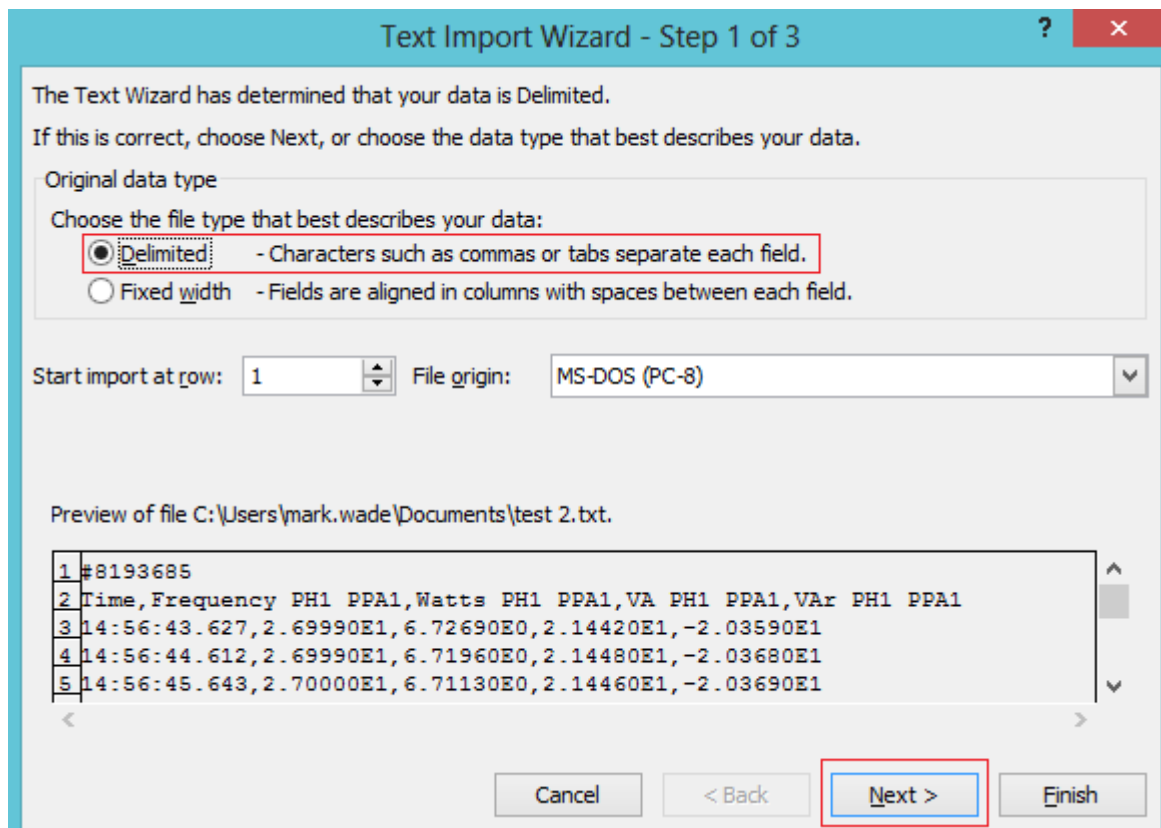 Text Import Wizard - Step 1 of 3
?
The Text Wizard has determined that your data is Delimited.
If this is correct, choose Next, or choose the data type that best describes your data.
Original data type
Choose the file type that best describes your data:
Delimited - Characters such as commas or tabs separate each field.
Fixed width - Fields are aligned in columns with spaces between each field.
Start import at row: 1 File origin: MS-DOS (PC-8)
Preview of file C:\Users\mark.wade\Documents\test 2.txt.
1 #8193685
2 Time,Frequency PH1 PPA1,Watts PH1 PPA1,VA PH1 PPA1,VAr PH1 PPA1
3 14:56:43.627,2.69990E1,6.72690E0,2.14420E1,-2.03590E1
4 14:56:44.612,2.69990E1,6.71960E0,2.14480E1,-2.03680E1
5 14:56:45.643,2.70000E1,6.71130E0,2.14460E1,-2.03690E1
Cancel < Back Next > Finish